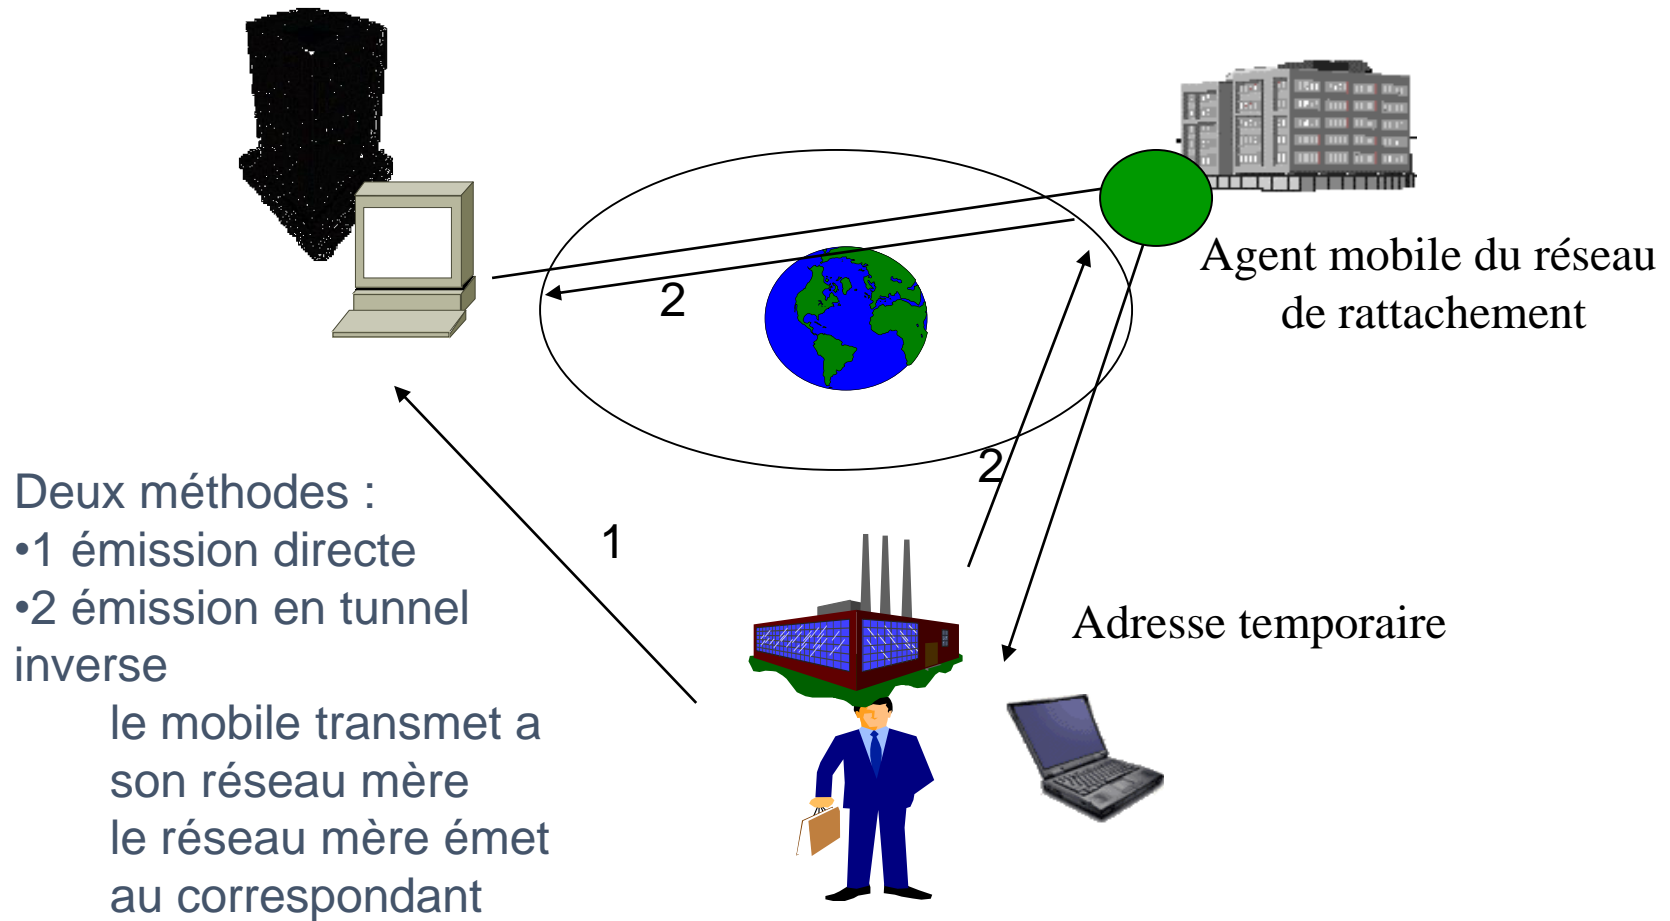 Agent mobile du réseau
de rattachement
2
2
1
Deux méthodes :
•1 émission directe
•2 émission en tunnel
inverse
le mobile transmet a
son réseau mère
le réseau mère émet
au correspondant
Adresse temporaire